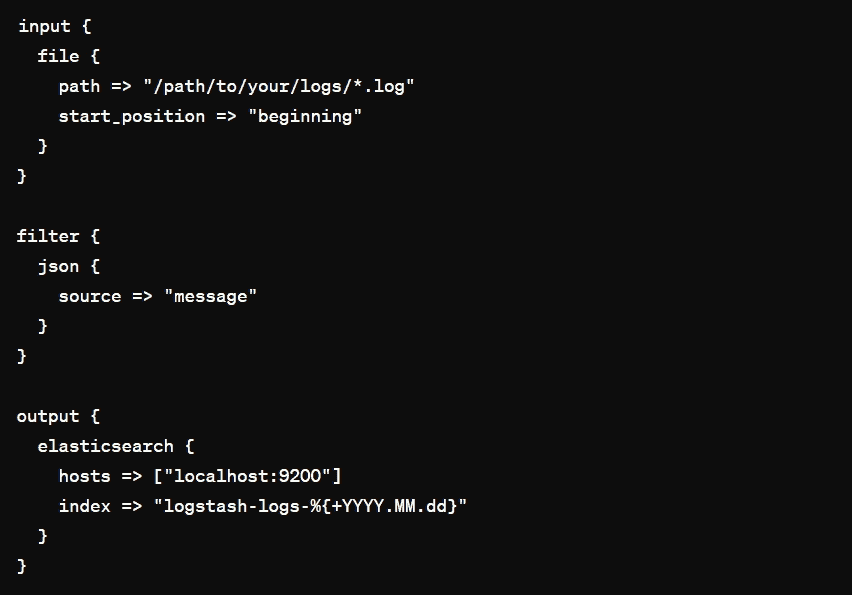 input {
  file {
    path => "/path/to/your/logs/*.log"
    start_position => "beginning"
  }
}

filter {
  json {
    source => "message"
  }
}

output {
  elasticsearch {
    hosts => ["localhost:9200"]
    index => "logstash-logs-%{+YYYY.MM.dd}"
  }
}